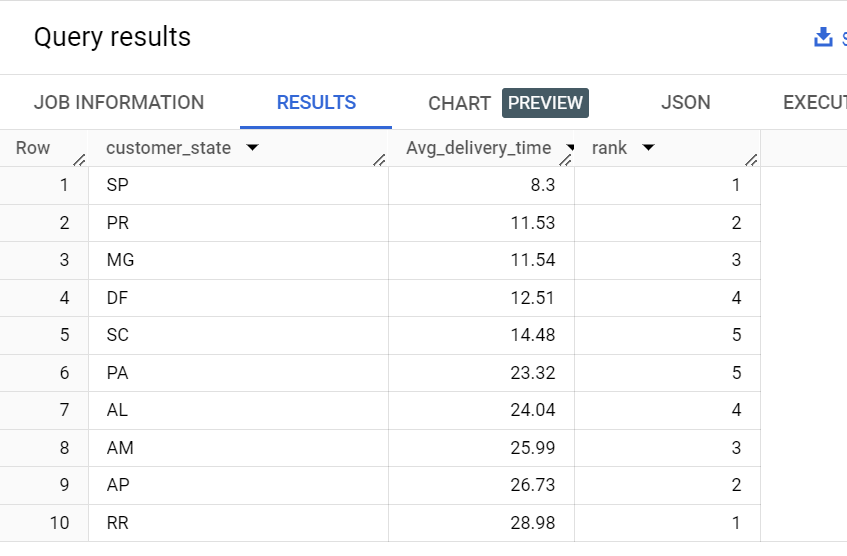 Query results
S
JOB INFORMATION RESULTS CHART PREVIEW JSON EXECUT
Row customer_state Avg_delivery_time rank
1 SP 8.3 1
2 PR 11.53 2
3 MG 11.54 3
4 DF 12.51 4
5 SC 14.48 5
6 PA 23.32 5
7 AL 24.04 4
8 AM 25.99 3
9 AP 26.73 2
10 RR 28.98 1